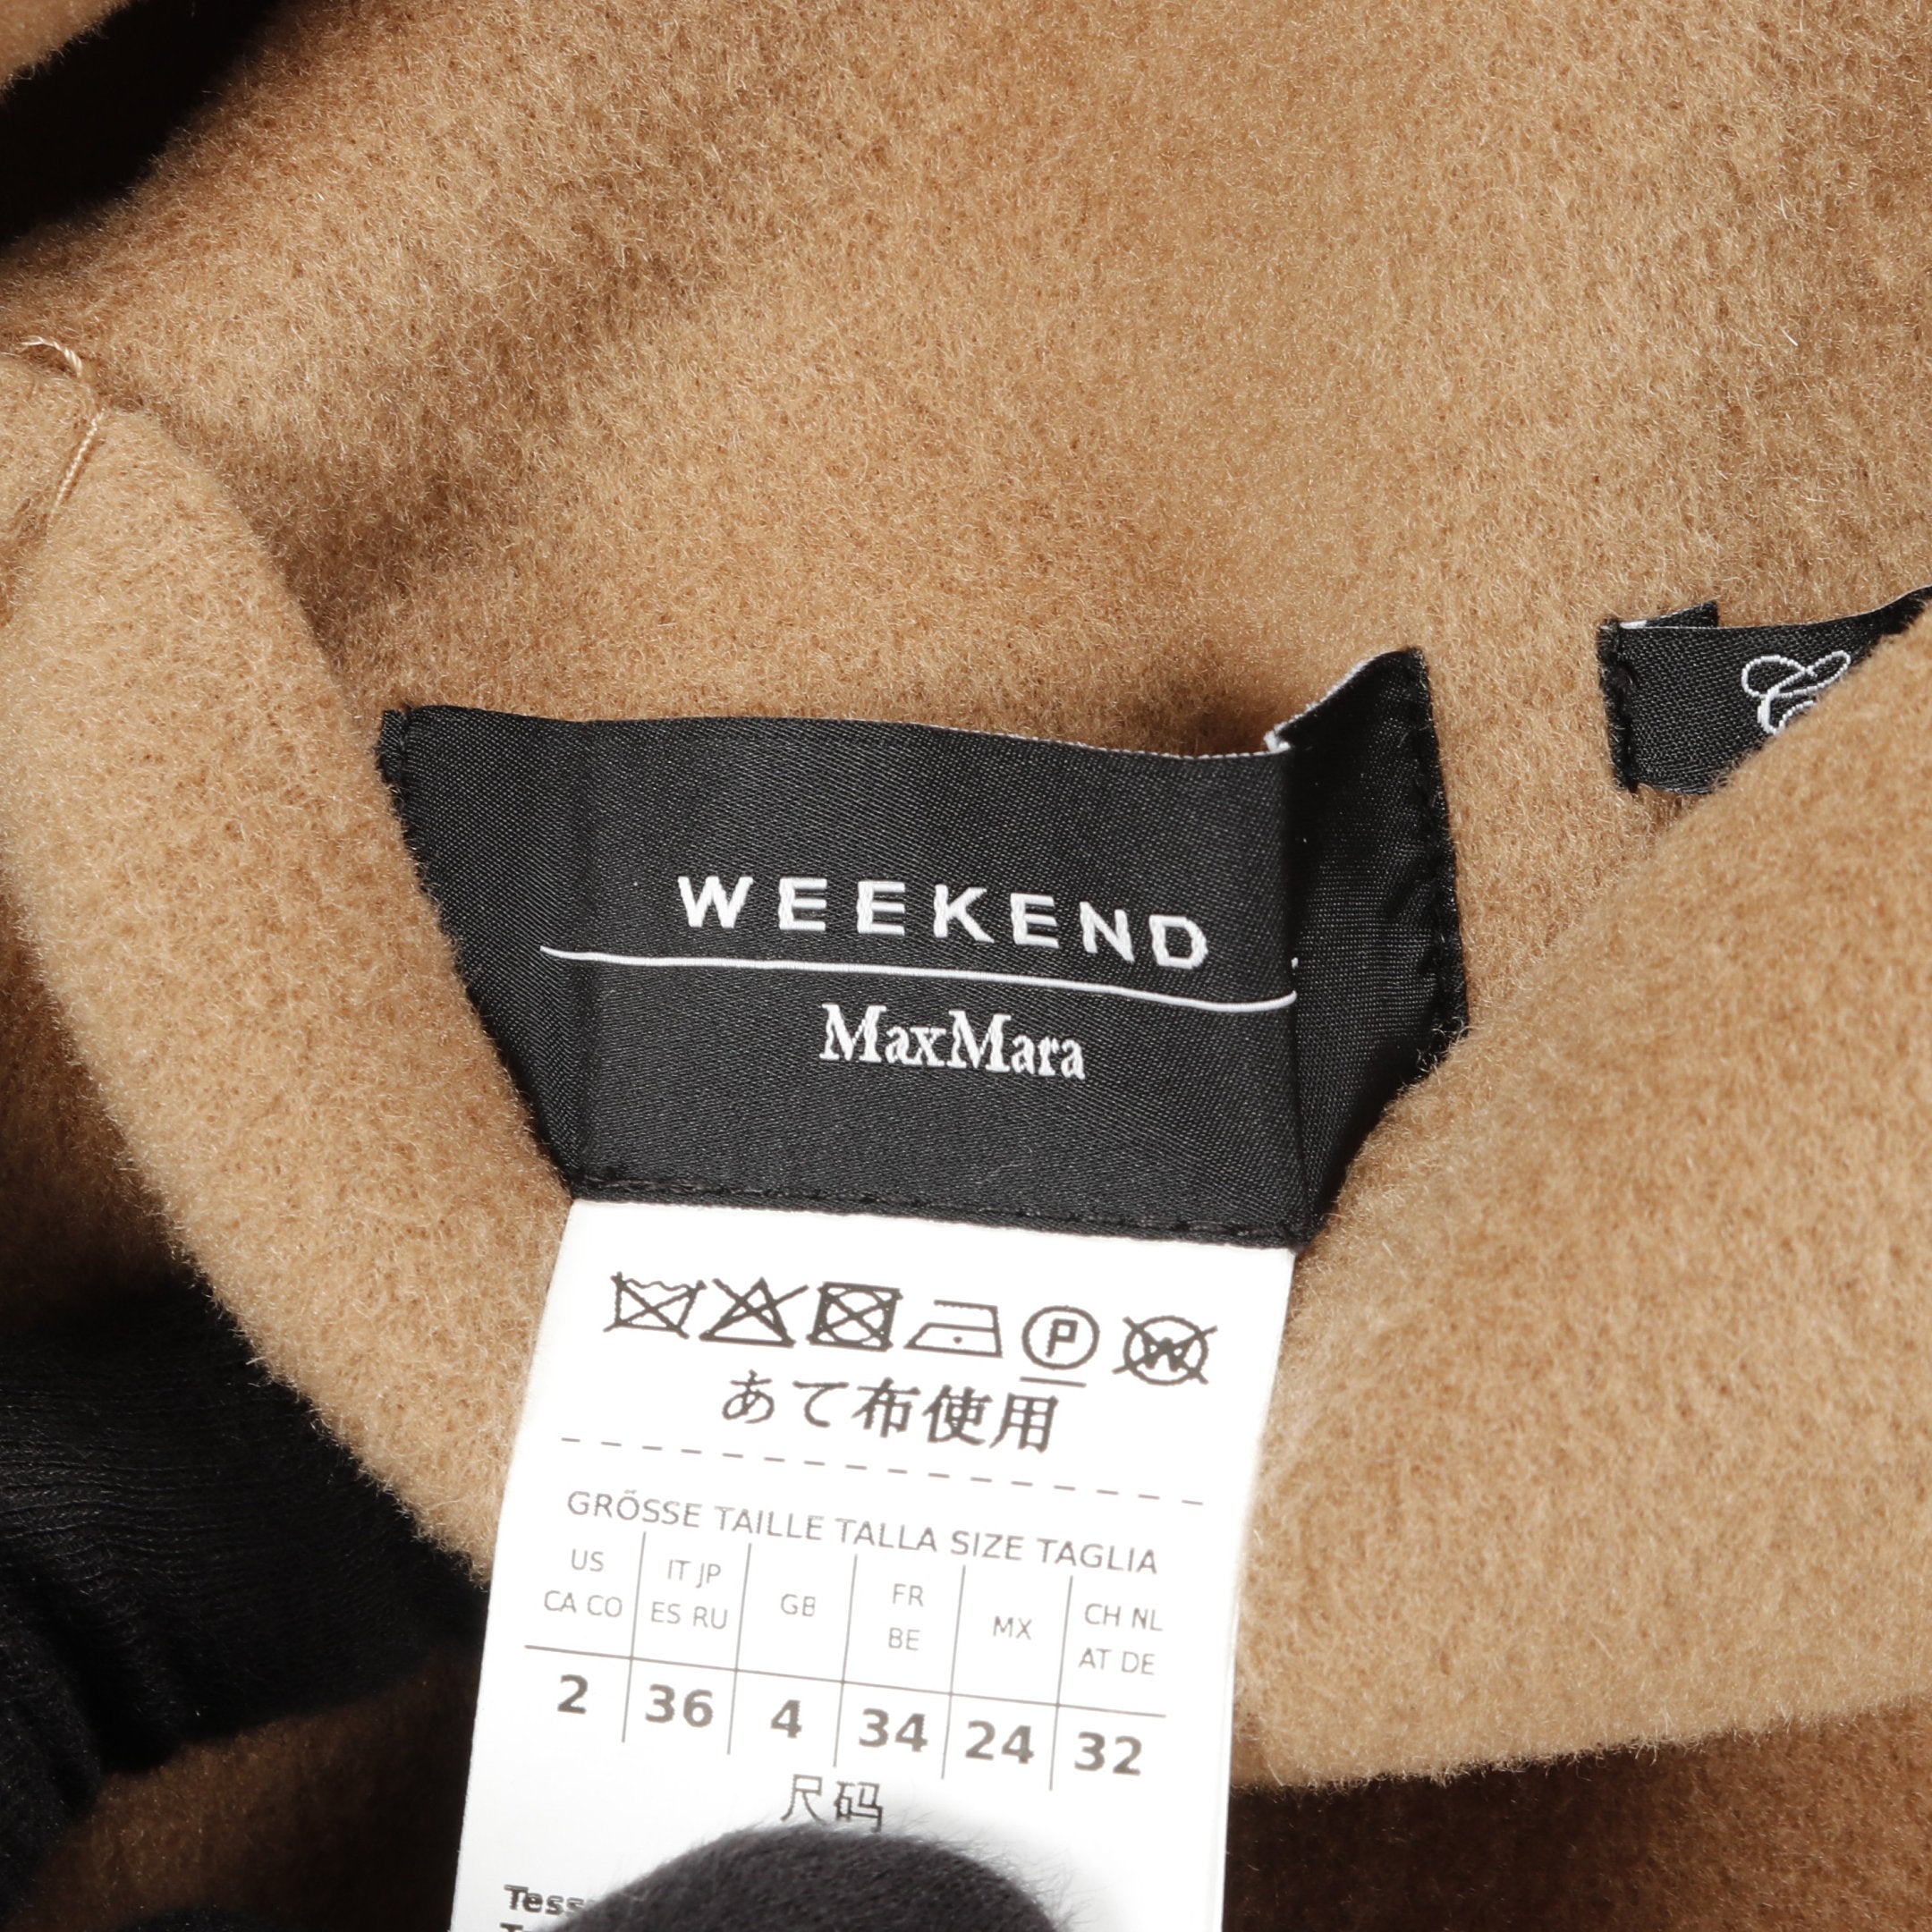 WEEKEND
MaxMara
P W
あて布使用
GRÖSSE TAILLE TALLA SIZE TAGLIA
US IT JP GB FR MX CH NL
CA CO ES RU BE AT DE
2 36 4 34 24 32
尺码